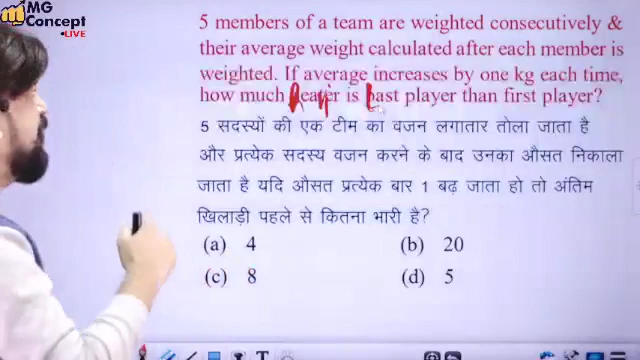 MG
Concept
LIVE
5 members of a team are weighted consecutively &
their average weight calculated after each member is
weighted. If average increases by one kg each time,
how much is player than first player?
5 सदस्यों की एक टीम का वजन लगातार तोला जाता है
और प्रत्येक सदस्य वजन करने के बाद उनका औसत निकाला
जाता है यदि औसत प्रत्येक बार 1 बढ़ जाता हो तो अंतिम
खिलाड़ी पहले से कितना भारी है?
(a) 4
(b) 20
(c) 8
(d) 5